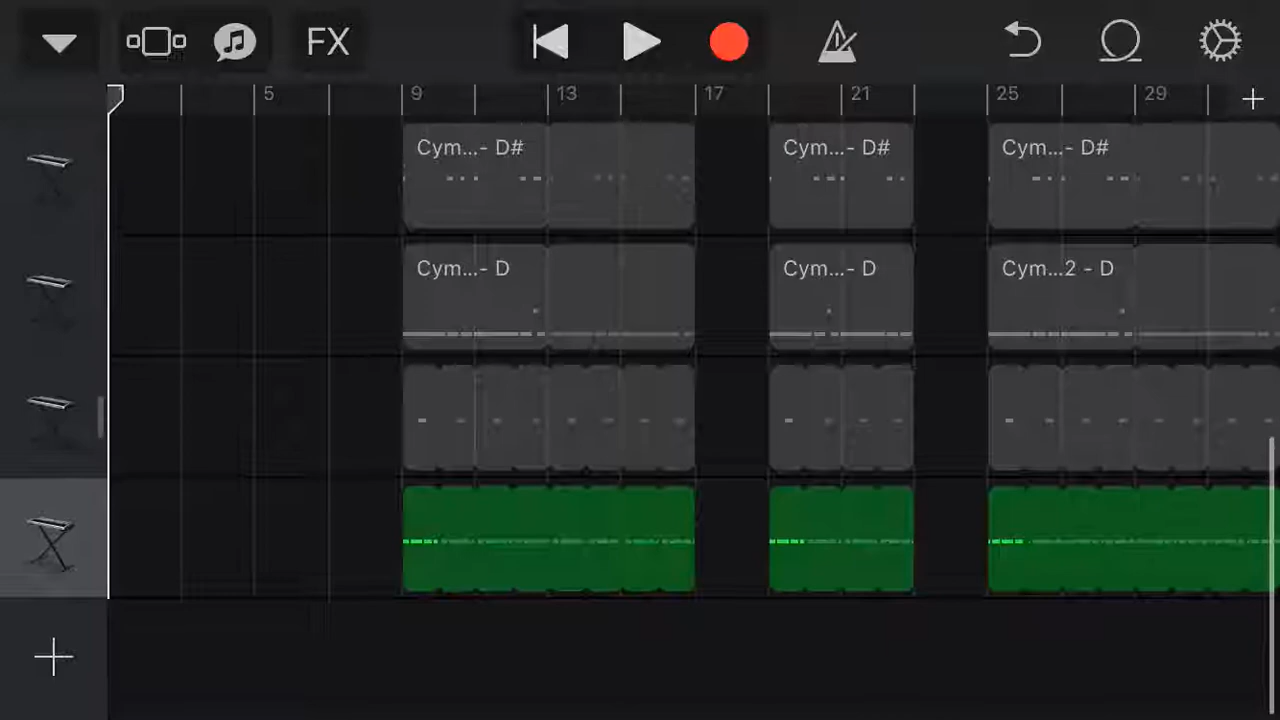 FX
5 9 13 17 21 25 29
Cym...- D# Cym...- D# Cym...- D#
Cym...- D Cym...- D Cym...2 - D